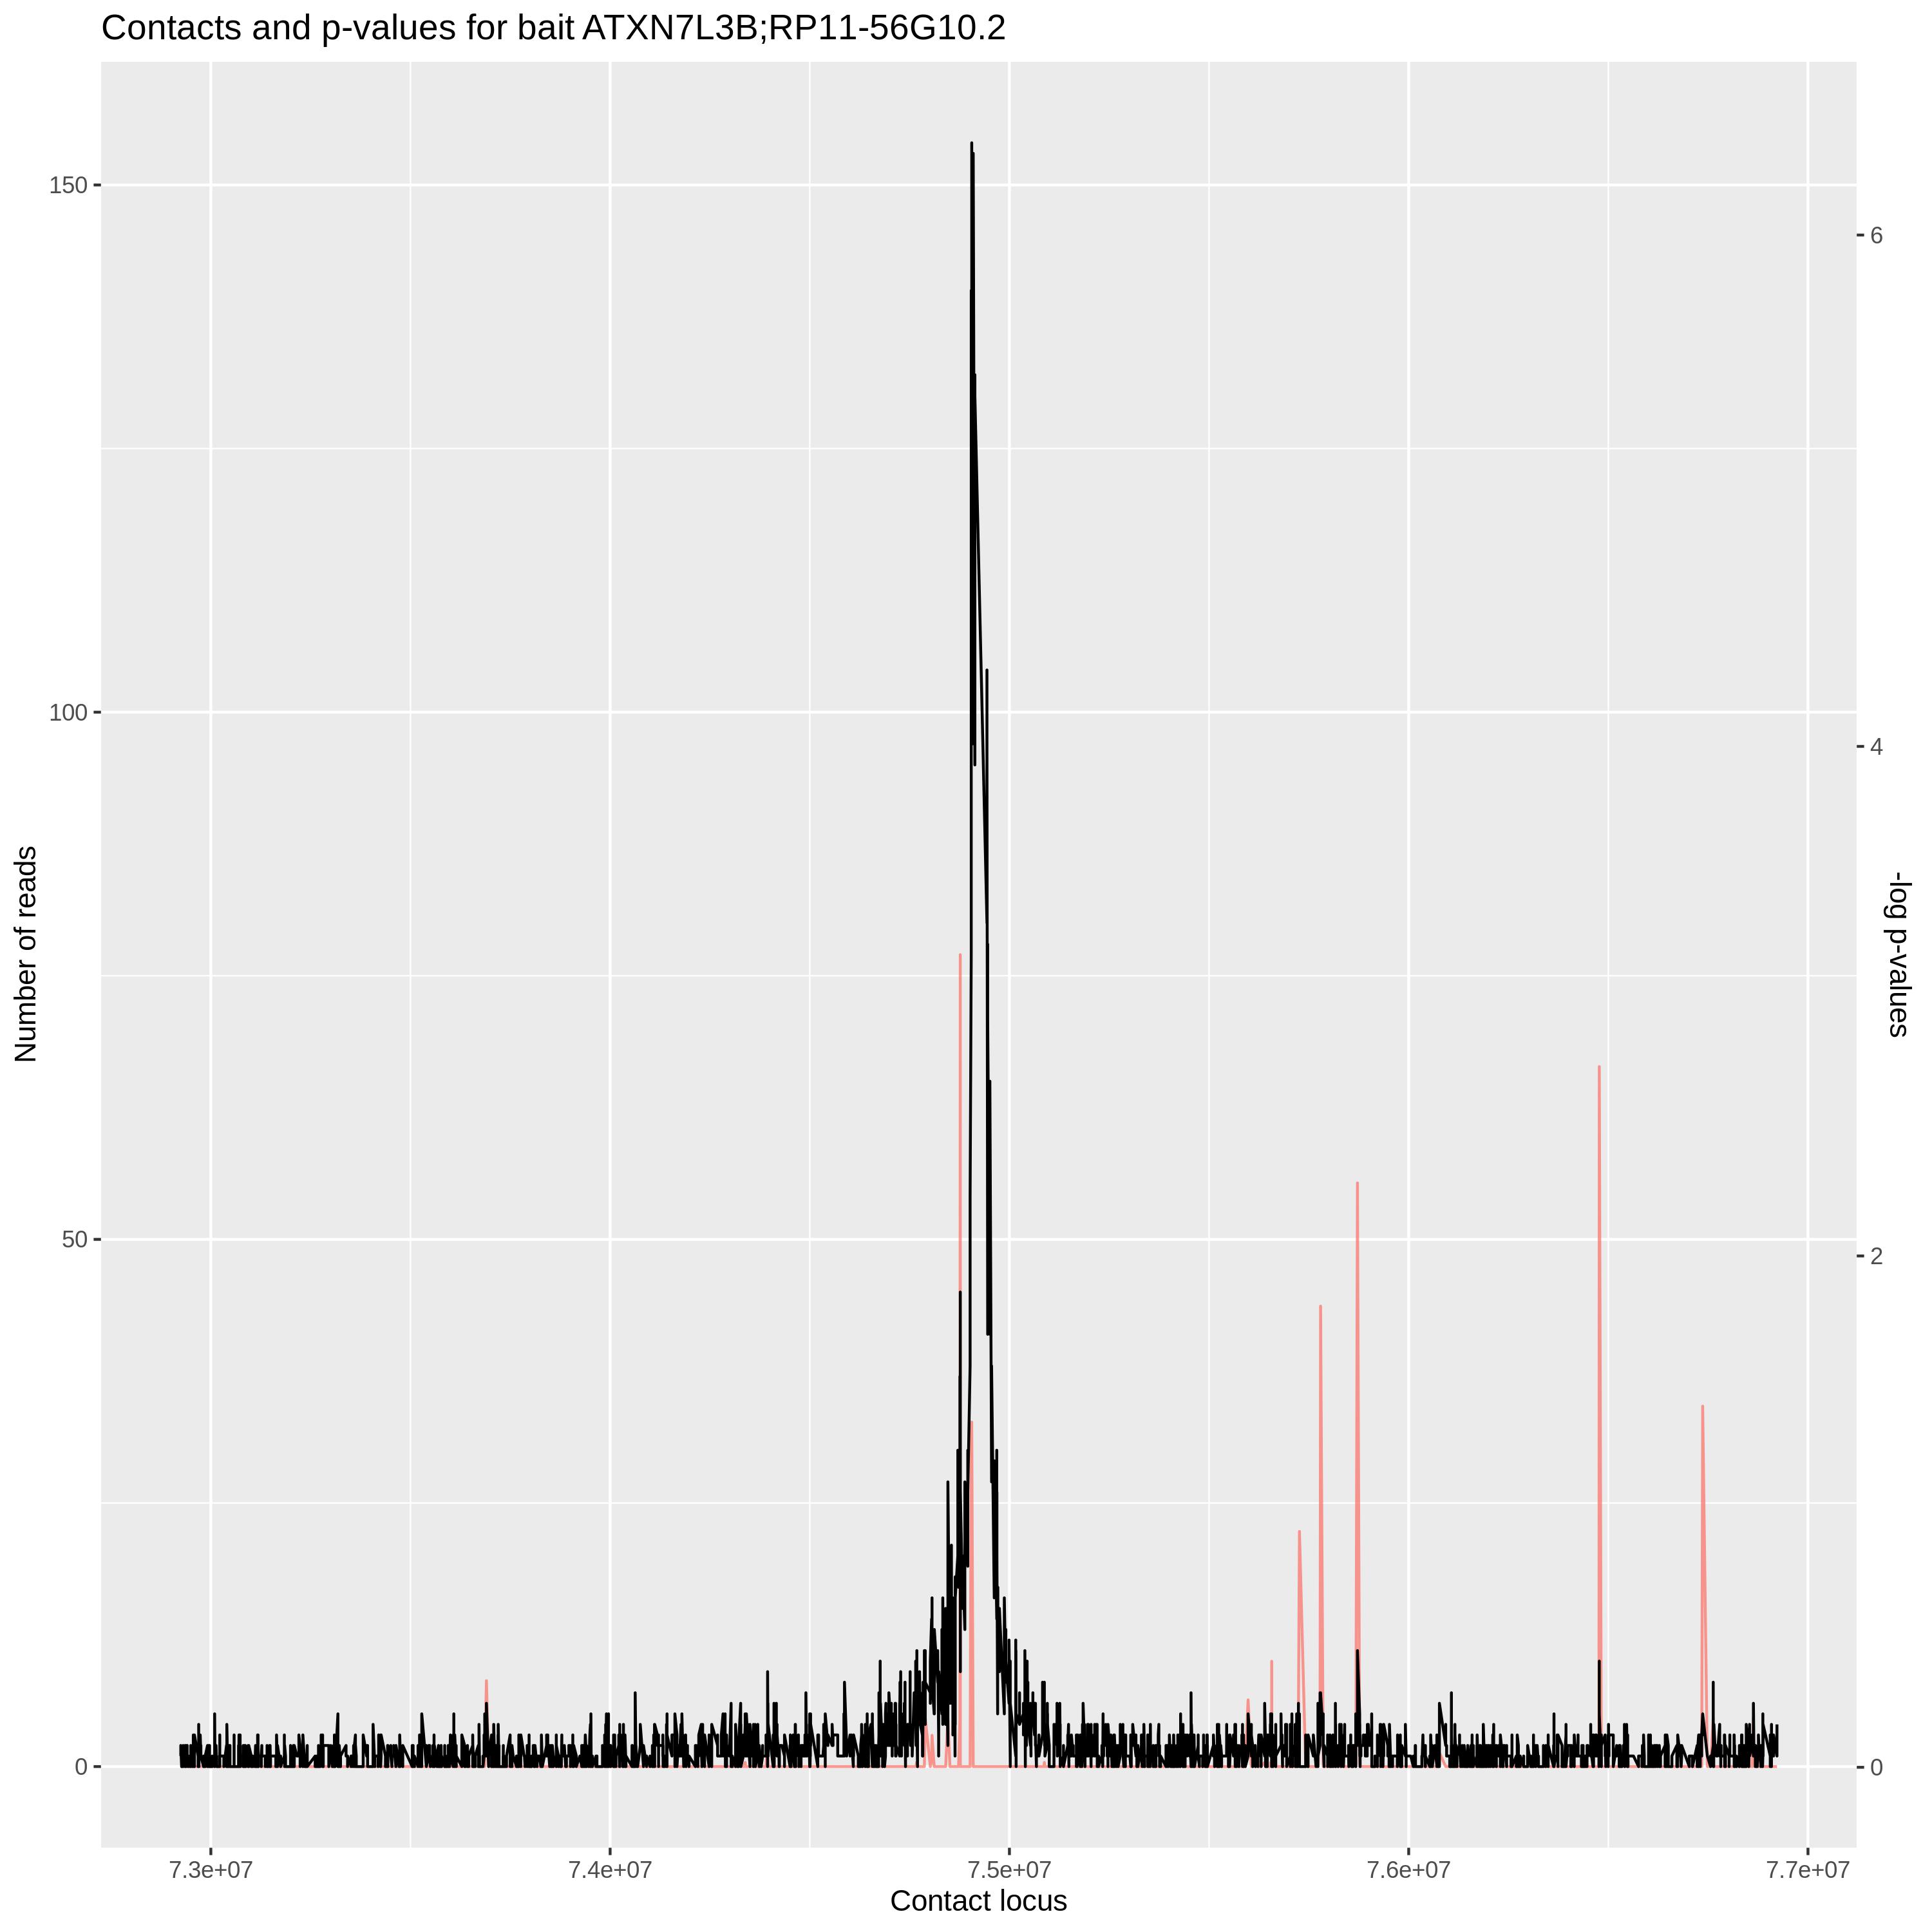 Contacts and p-values for bait ATXN7L3B;RP11-56G10.2
150
100
50
0
6
4
2
0
Number of reads
-log p-values
7.3e+07
7.4e+07
7.5e+07
7.6e+07
7.7e+07
Contact locus